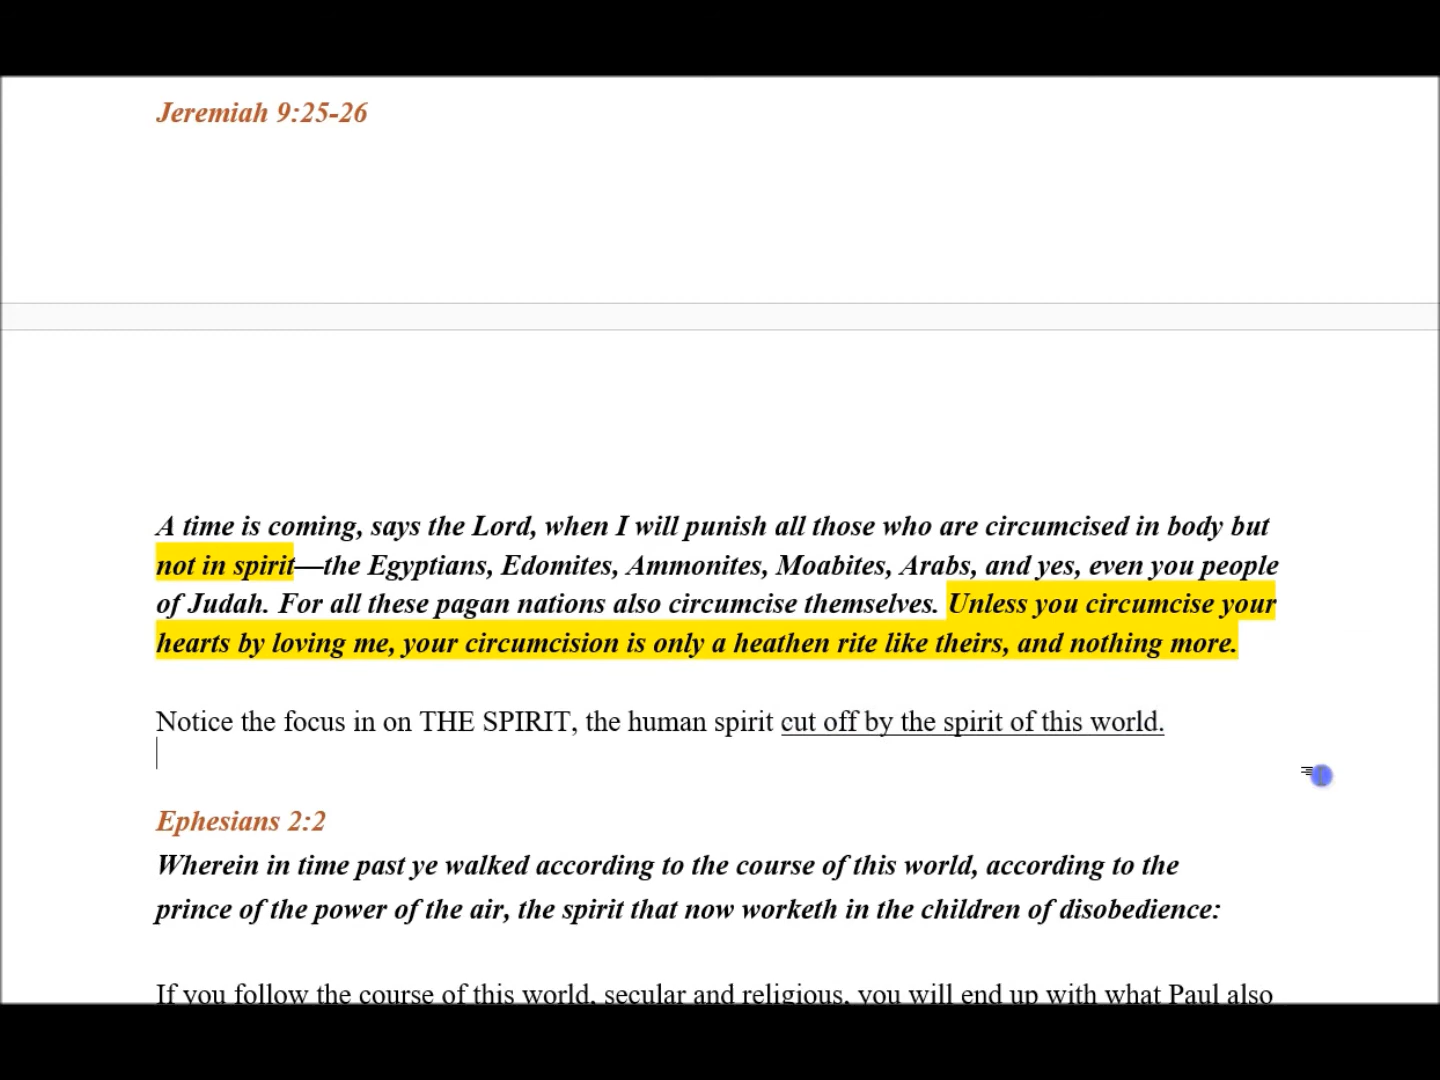 Jeremiah 9:25-26
A time is coming, says the Lord, when I will punish all those who are circumcised in body but
not in spirit—the Egyptians, Edomites, Ammonites, Moabites, Arabs, and yes, even you people
of Judah. For all these pagan nations also circumcise themselves. Unless you circumcise your
hearts by loving me, your circumcision is only a heathen rite like theirs, and nothing more.
Notice the focus in on THE SPIRIT, the human spirit cut off by the spirit of this world.
Ephesians 2:2
Wherein in time past ye walked according to the course of this world, according to the
prince of the power of the air, the spirit that now worketh in the children of disobedience:
If you follow the course of this world, secular and religious, you will end up with what Paul also